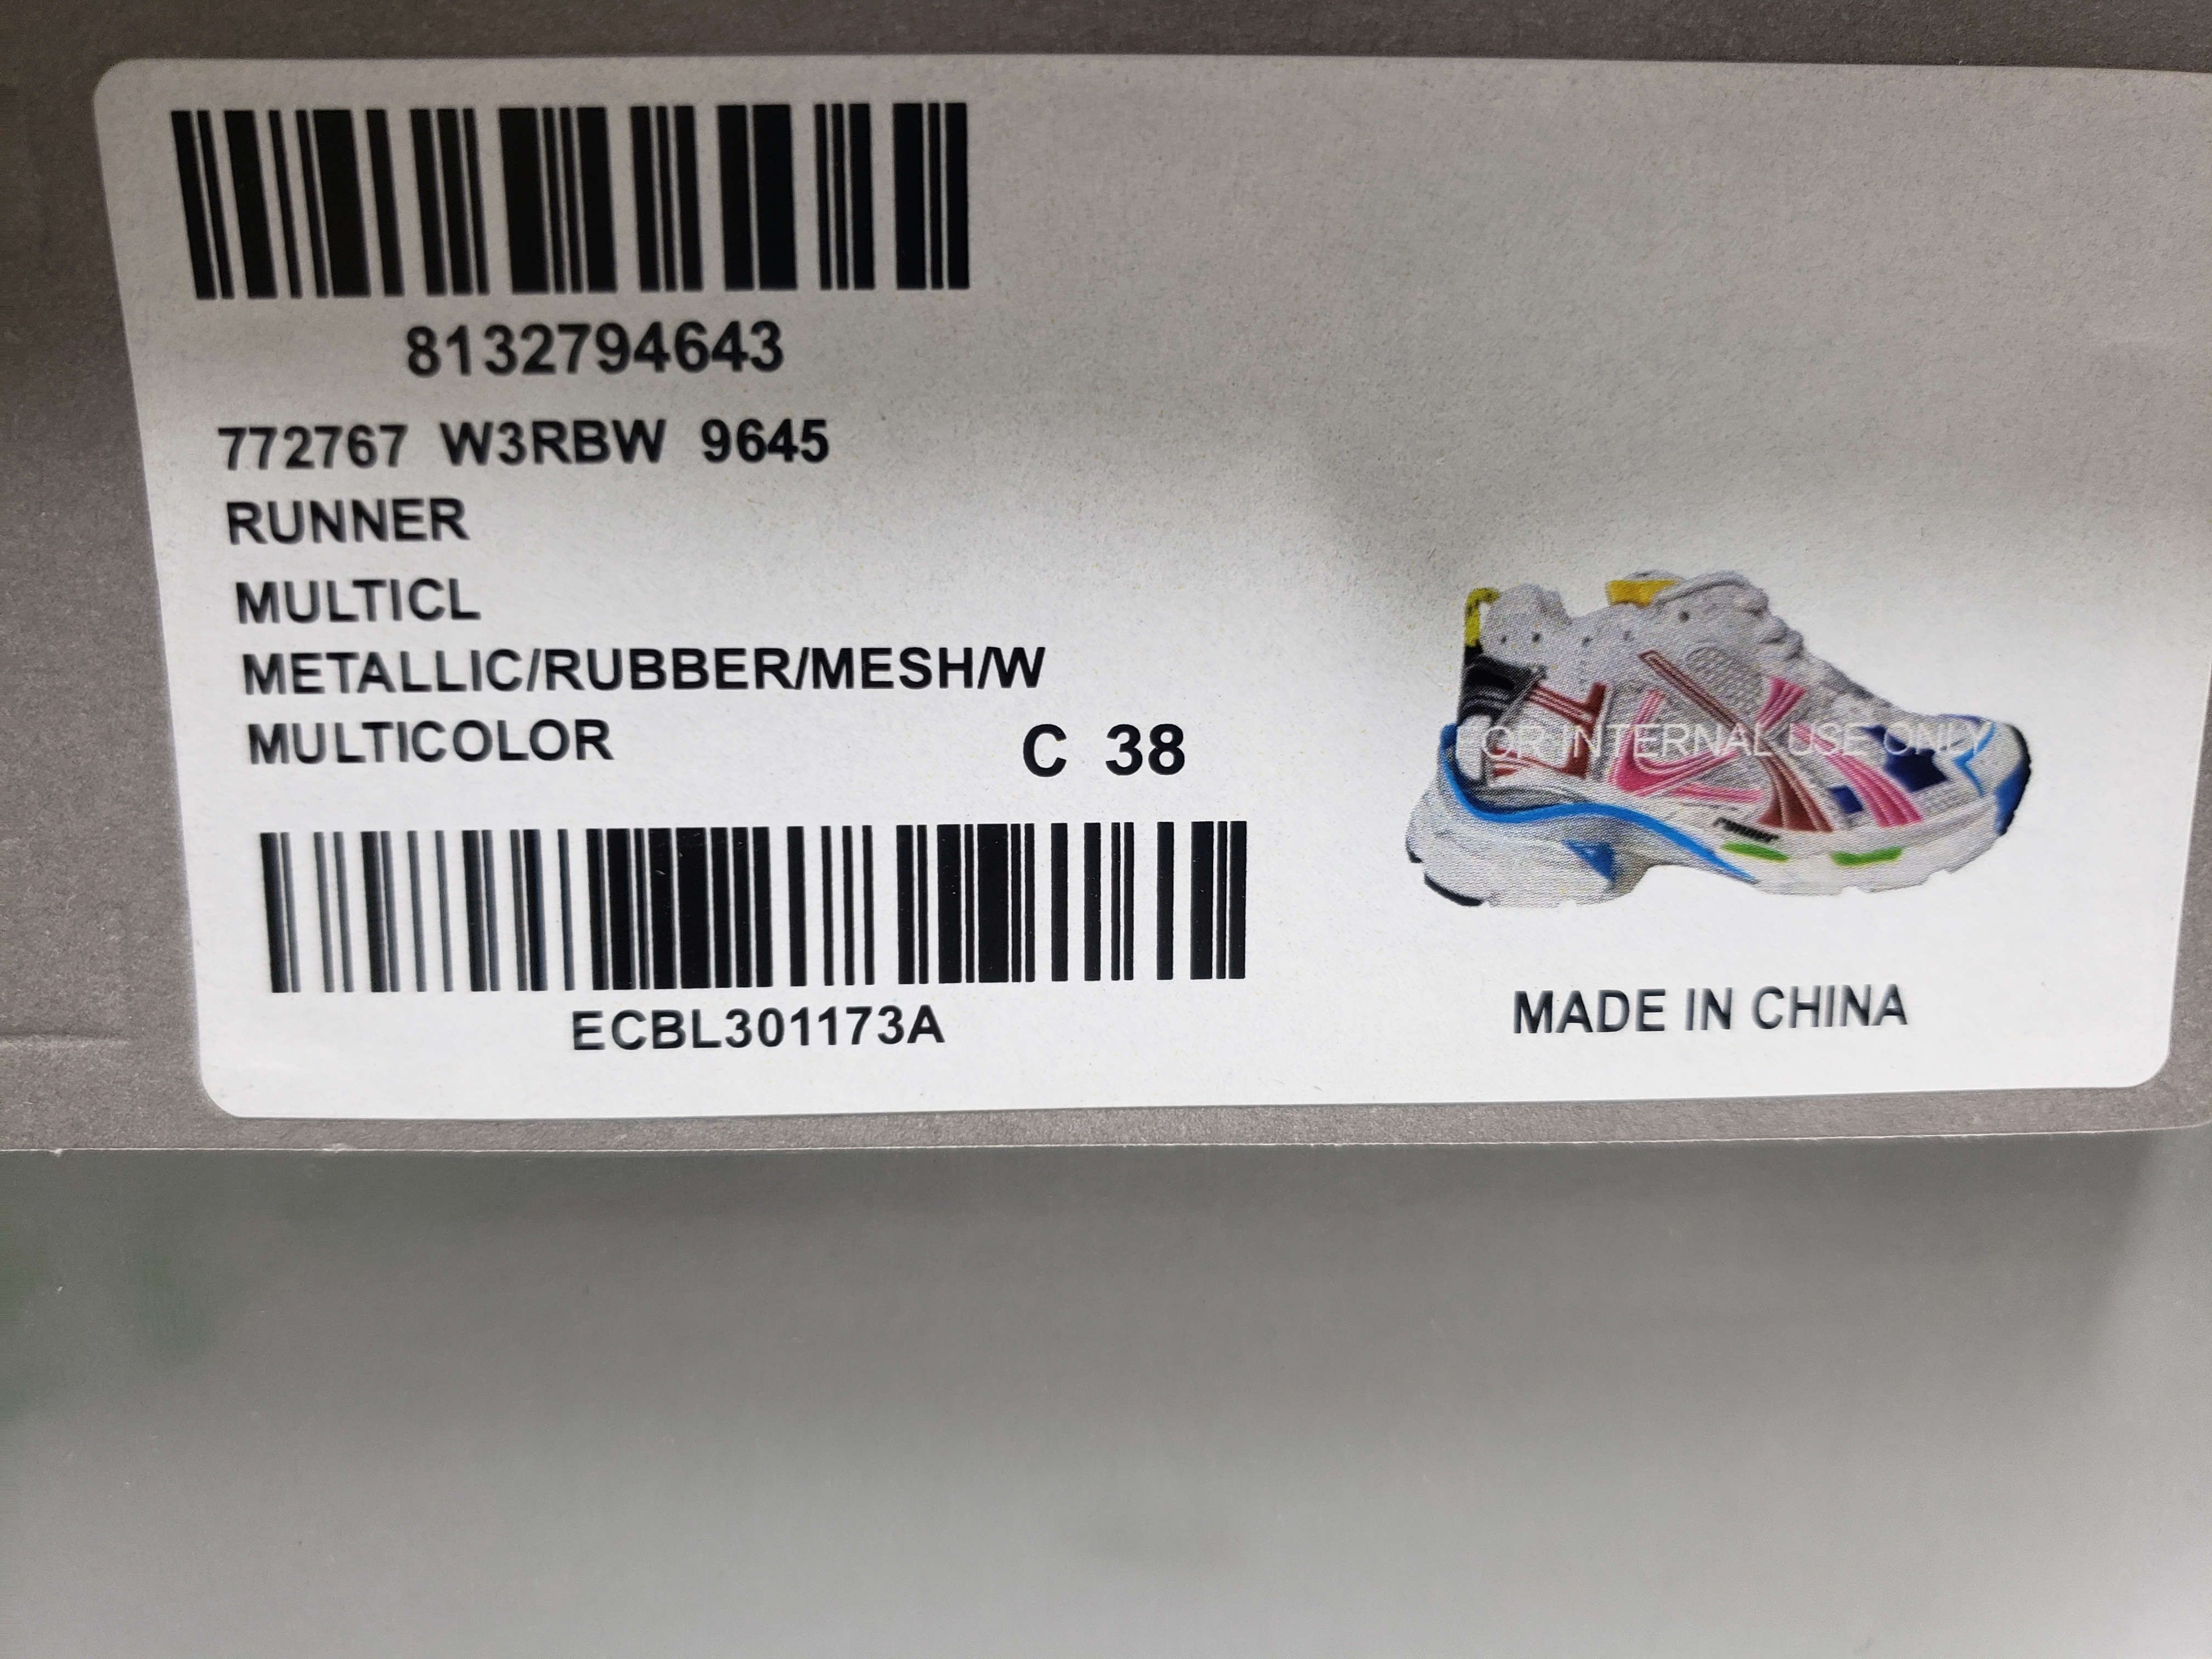 8132794643
772767 W3RBW 9645
RUNNER
MULTICL
METALLIC/RUBBER/MESH/W
MULTICOLOR C 38
FOR INTERNAL USE ONLY
runner
ECBL301173A
MADE IN CHINA